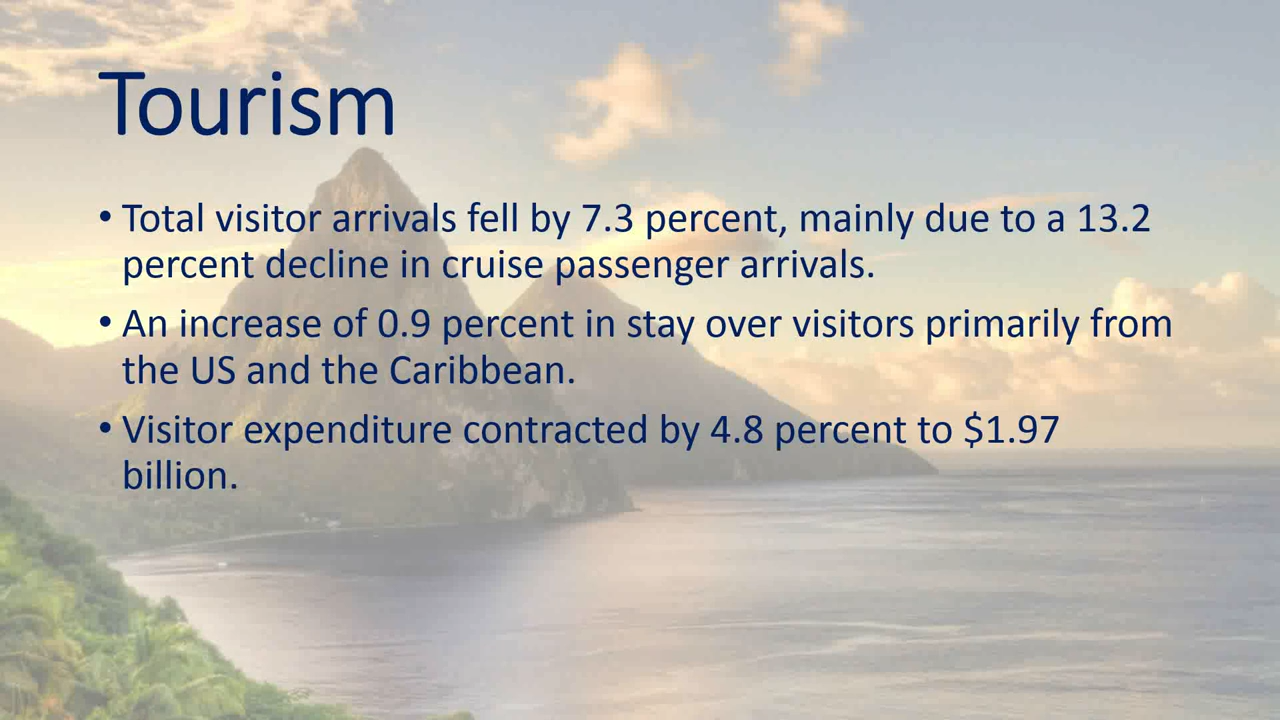 Tourism
• Total visitor arrivals fell by 7.3 percent, mainly due to a 13.2
percent decline in cruise passenger arrivals.
• An increase of 0.9 percent in stay over visitors primarily from
the US and the Caribbean.
• Visitor expenditure contracted by 4.8 percent to $1.97
billion.